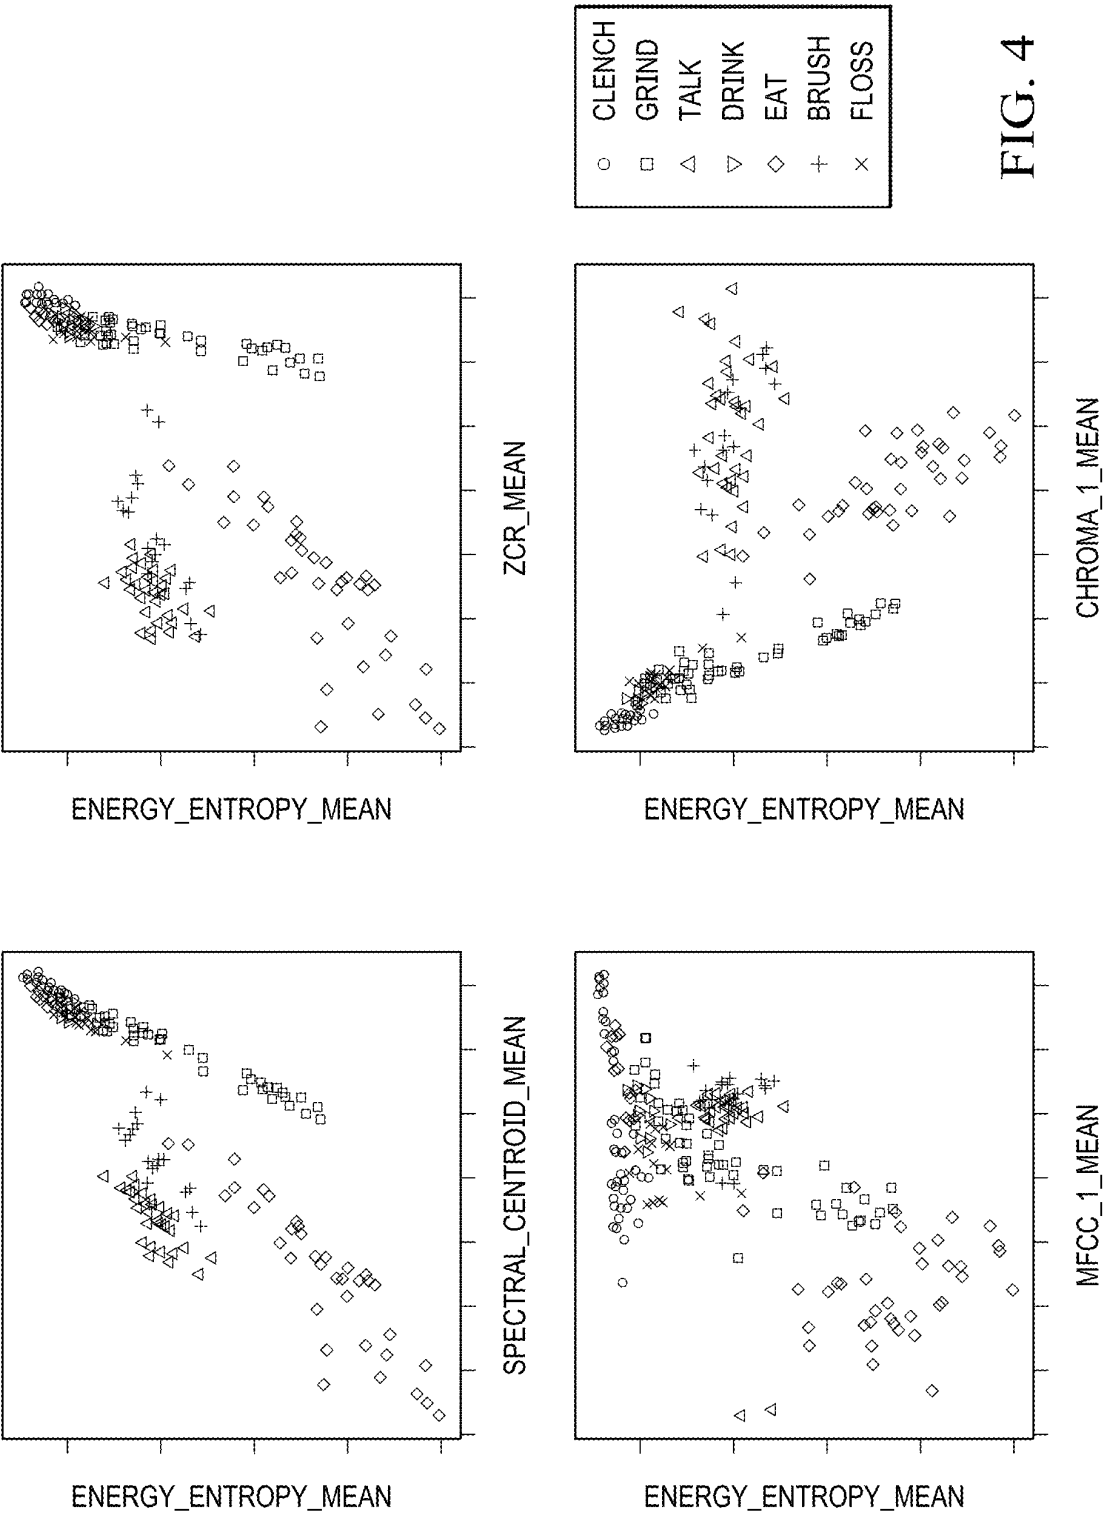 ENERGY_ENTROPY_MEAN
SPECTRAL_CENTROID_MEAN
ENERGY_ENTROPY_MEAN
ZCR_MEAN
ENERGY_ENTROPY_MEAN
MFCC_1_MEAN
ENERGY_ENTROPY_MEAN
CHROMA_1_MEAN
CLENCH
GRIND
TALK
DRINK
EAT
BRUSH
FLOSS
FIG. 4